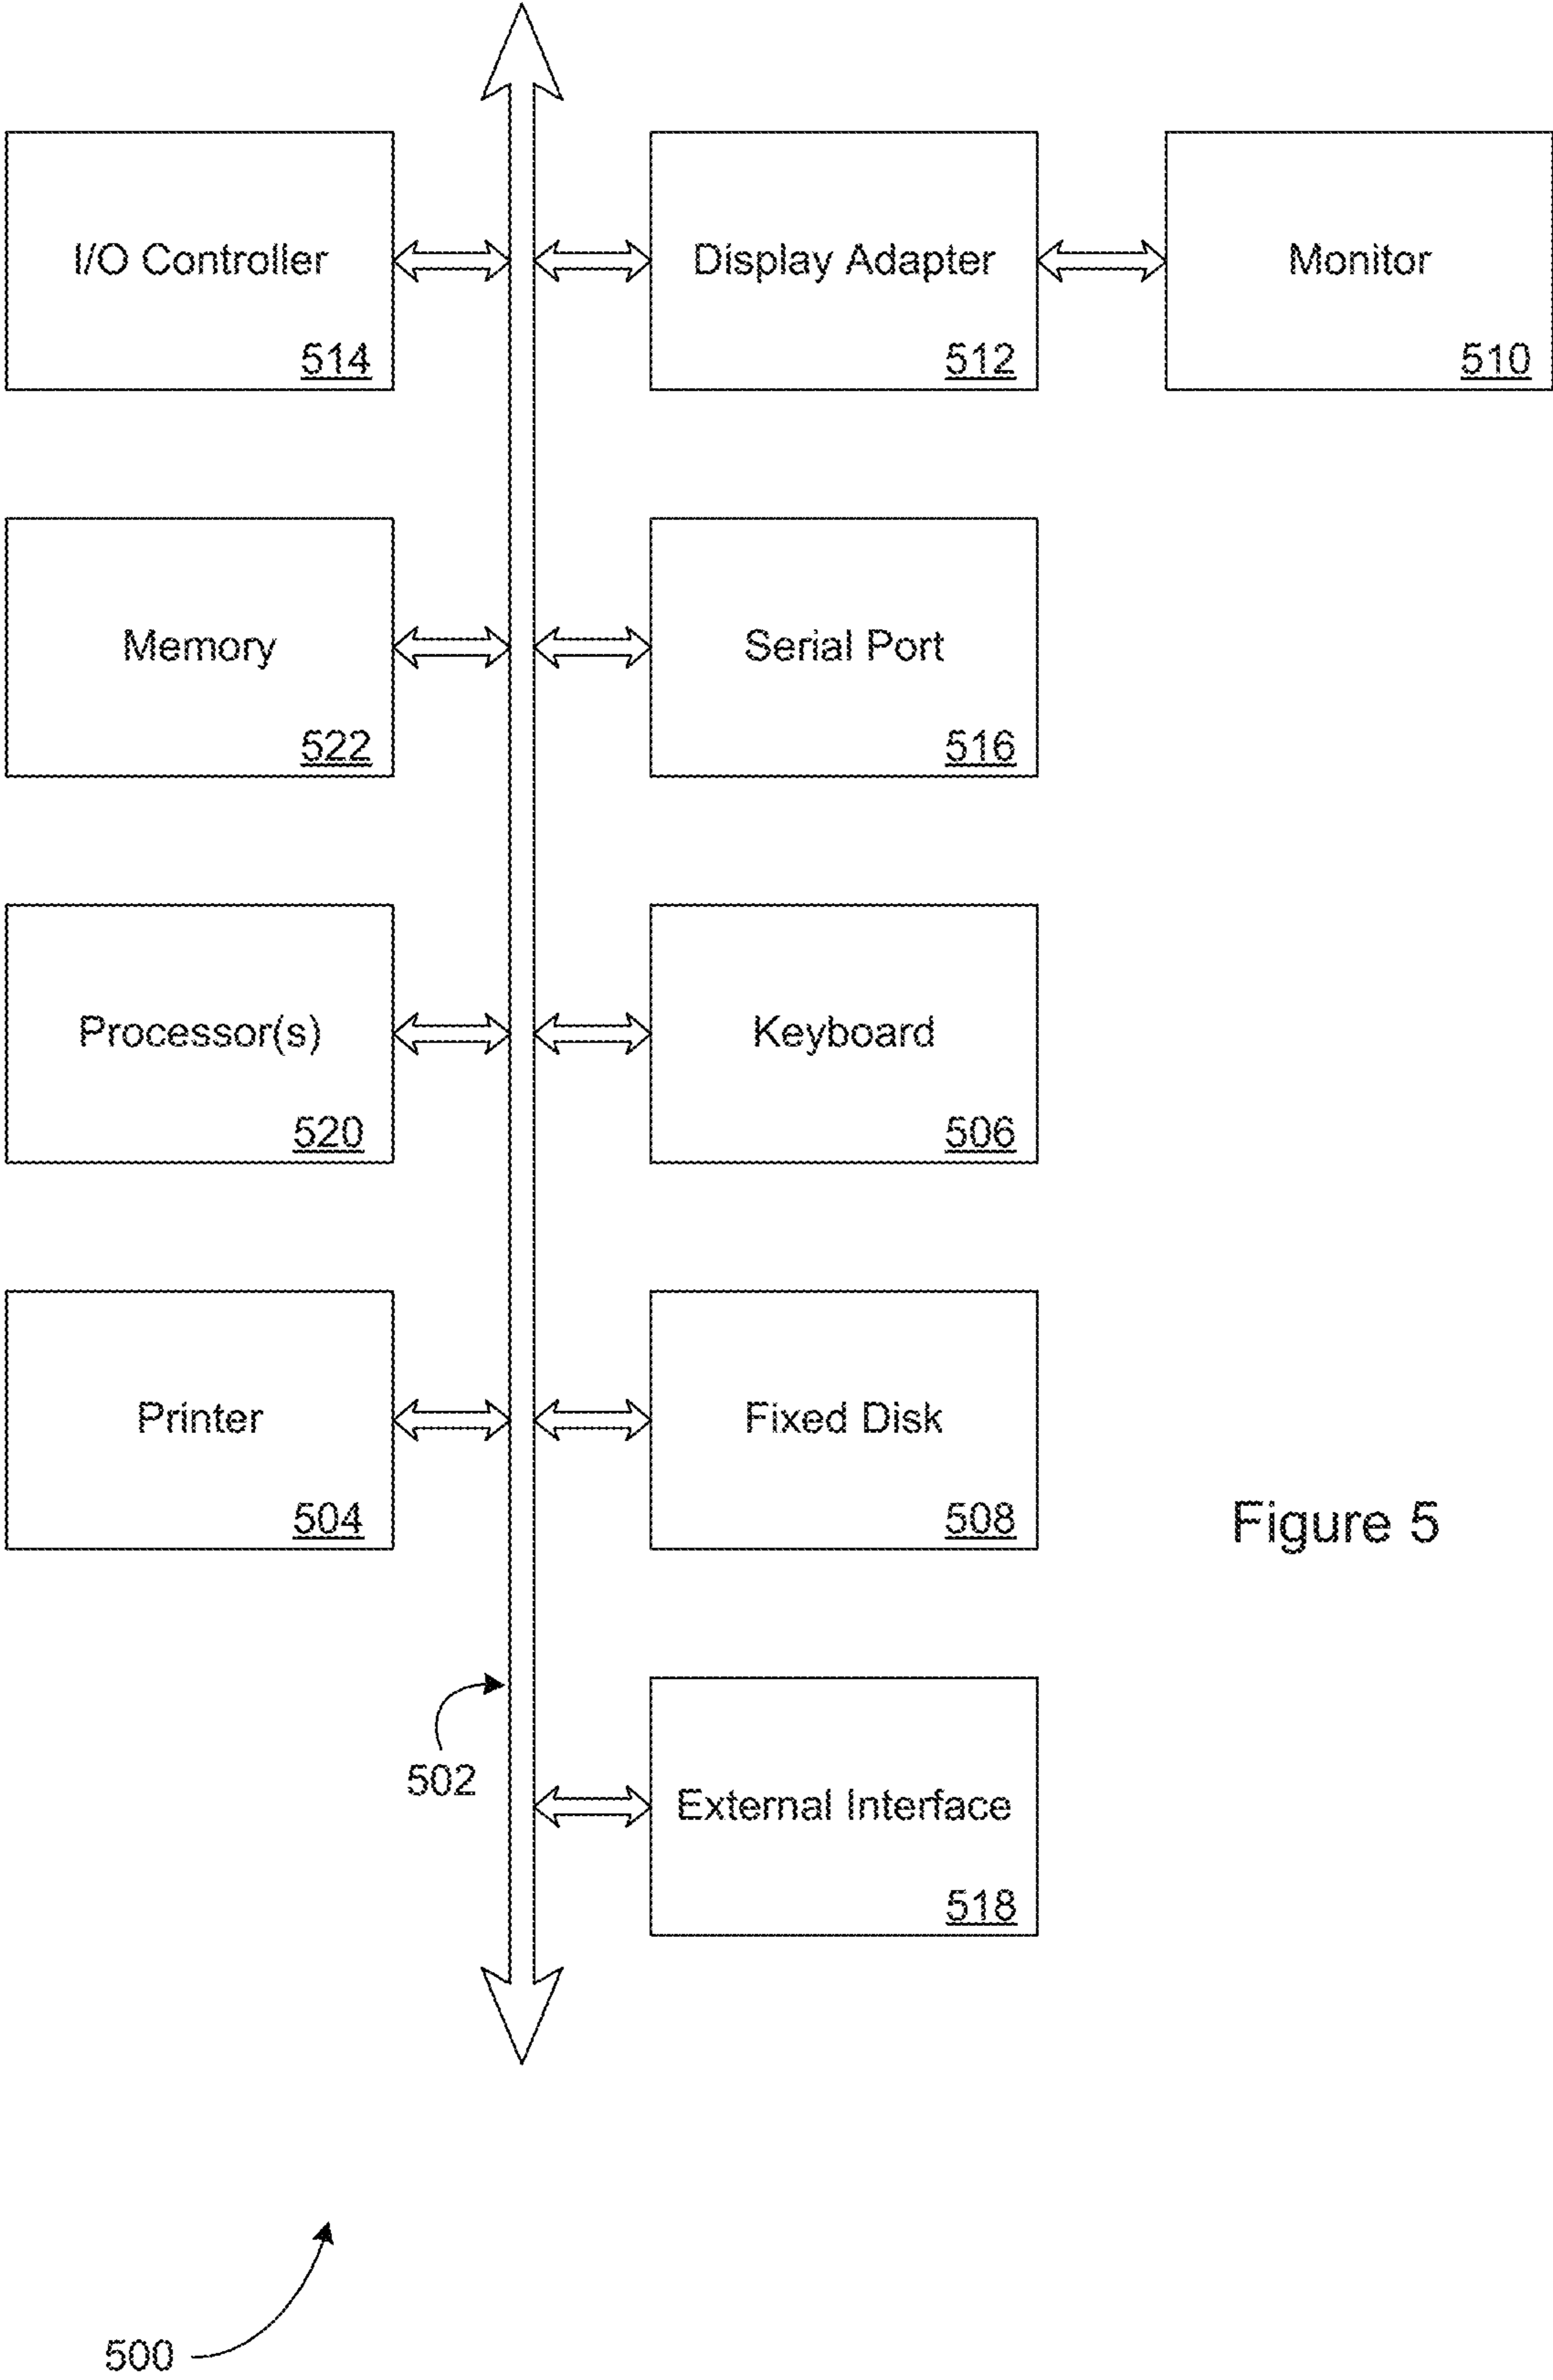 I/O Controller
514
Display Adapter
512
Monitor
510
Memory
522
Serial Port
516
Processor(s)
520
Keyboard
506
Printer
504
Fixed Disk
508
Figure 5
502
External Interface
518
500